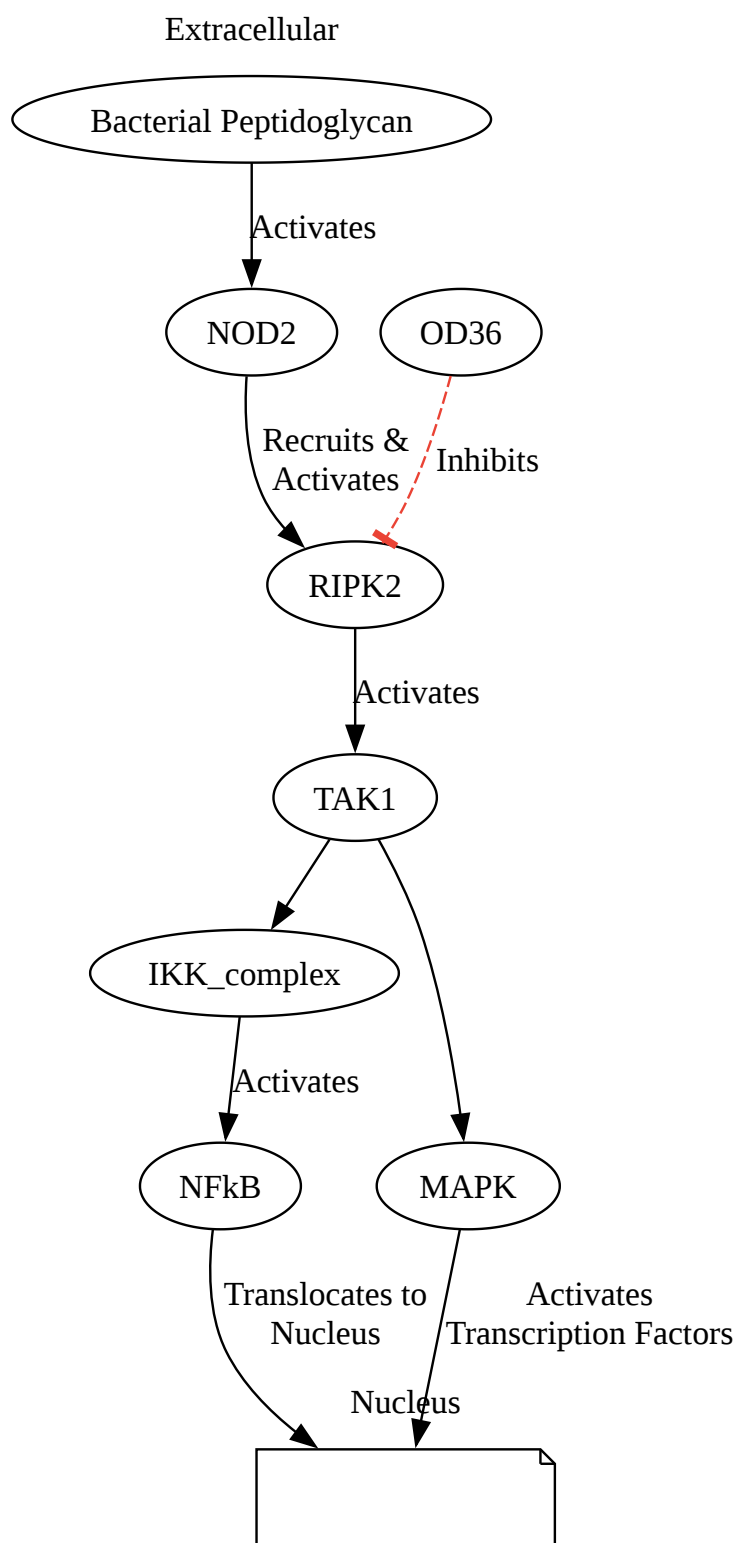 Extracellular
Bacterial Peptidoglycan
Activates
NOD2
OD36
Recruits &
Activates
Inhibits
RIPK2
Activates
TAK1
IKK_complex
Activates
NFkB
MAPK
Translocates to
Nucleus
Activates
Transcription Factors
Nucleus